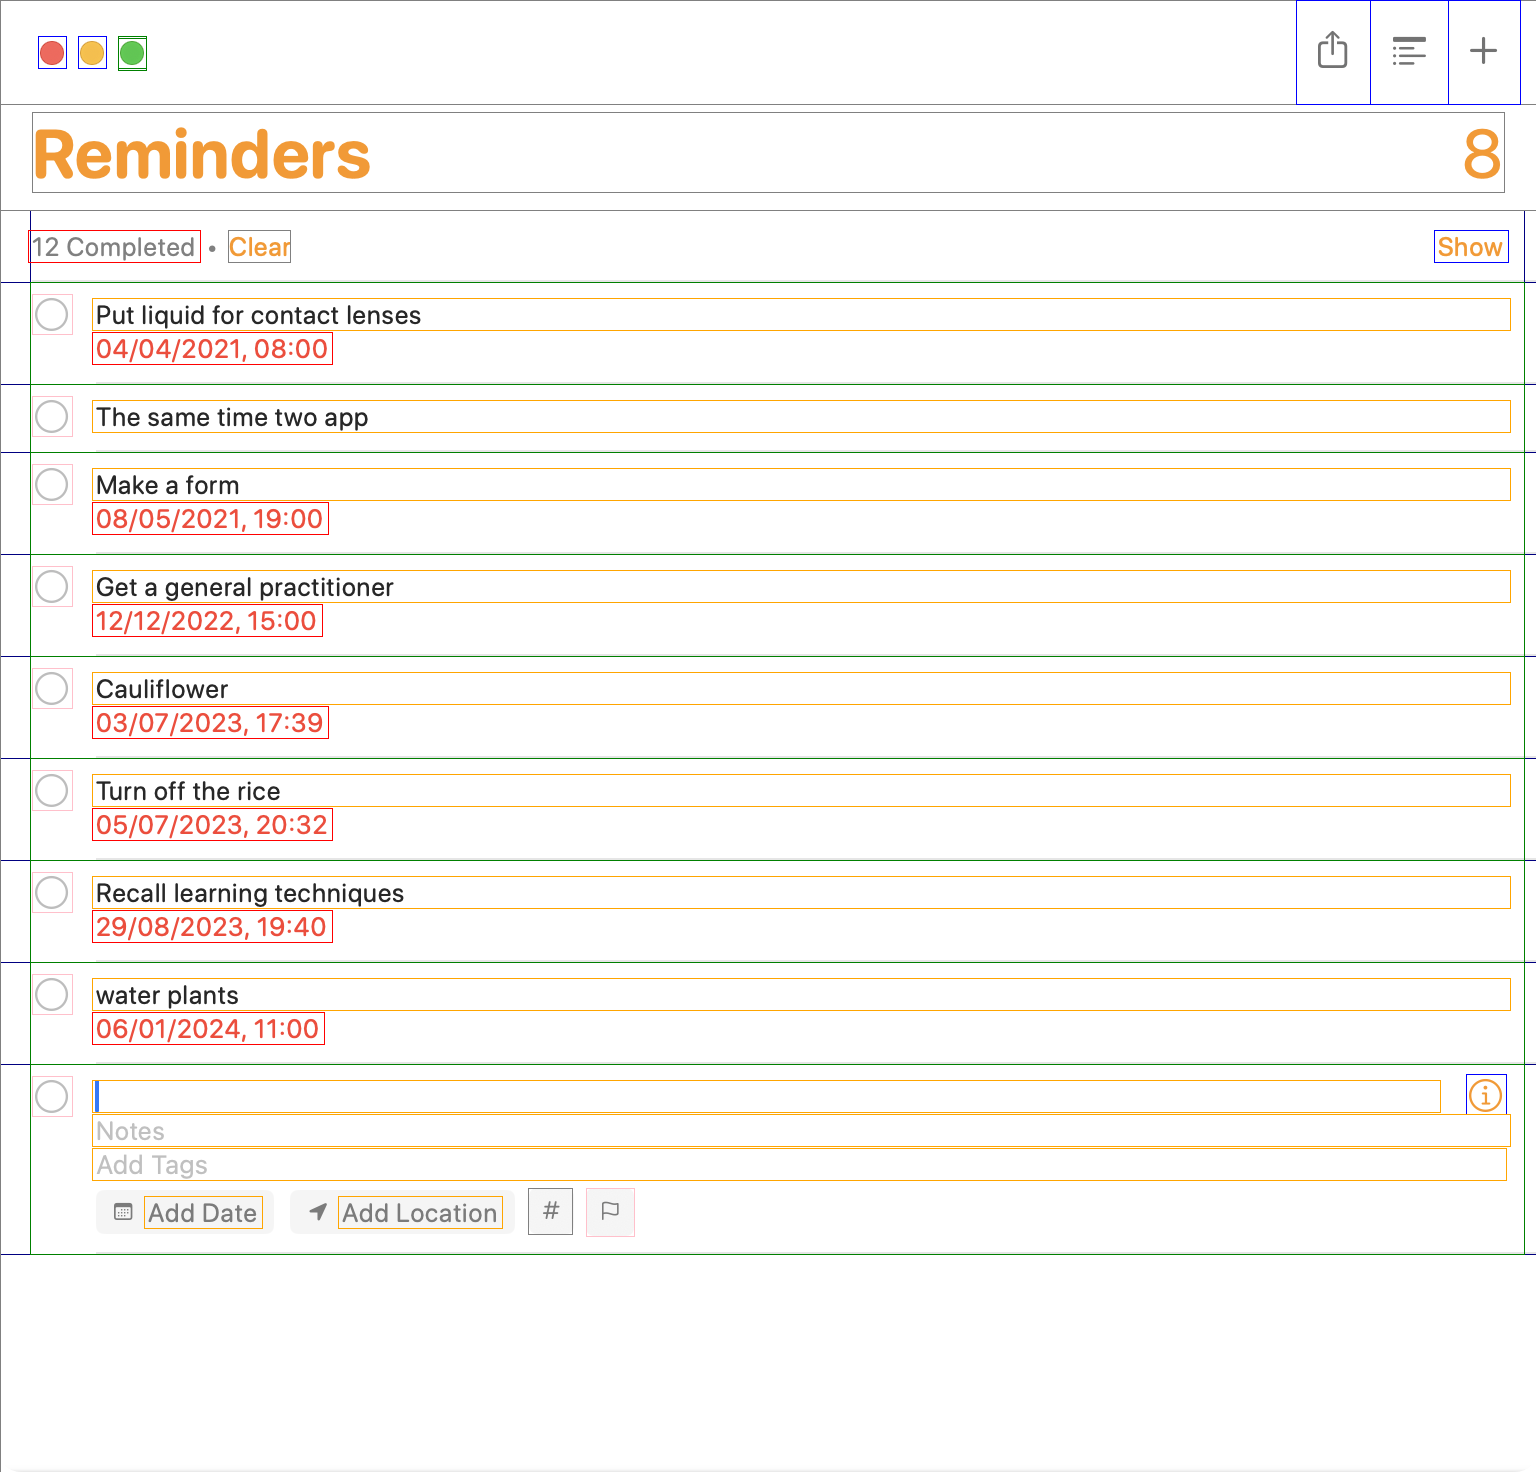 Reminders 8
12 Completed • Clear Show
Put liquid for contact lenses
04/04/2021, 08:00
The same time two app
Make a form
08/05/2021, 19:00
Get a general practitioner
12/12/2022, 15:00
Cauliflower
03/07/2023, 17:39
Turn off the rice
05/07/2023, 20:32
Recall learning techniques
29/08/2023, 19:40
water plants
06/01/2024, 11:00
Notes
Add Tags
Add Date Add Location #